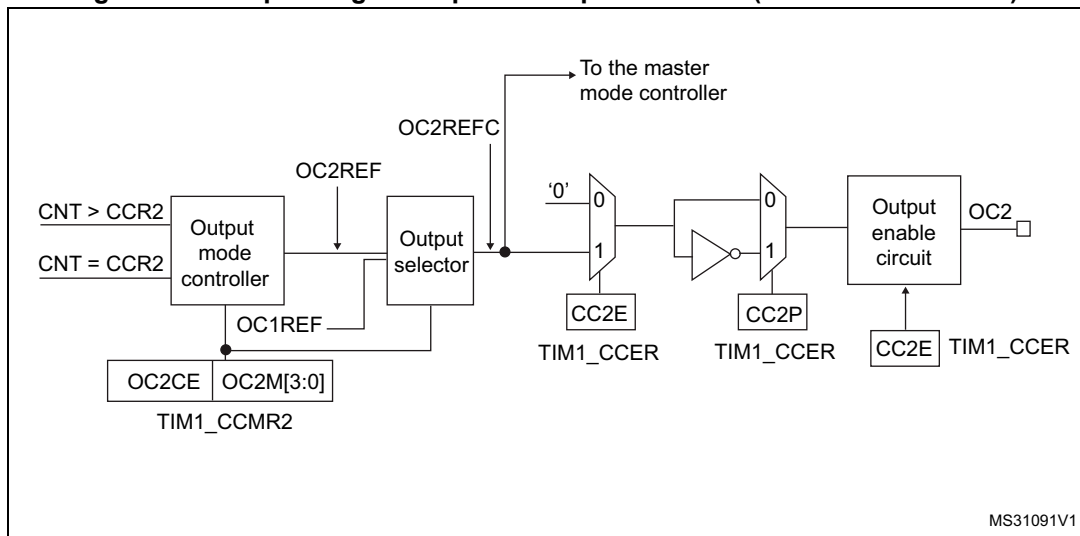 To the master
mode controller
OC2REFC
OC2REF
'0'
0
0
CNT > CCR2
Output
mode
controller
Output
selector
Output
enable
circuit
OC2
1
1
CNT = CCR2
OC1REF
CC2E
CC2P
CC2E
TIM1_CCER
TIM1_CCER
TIM1_CCER
OC2CE
OC2M[3:0]
TIM1_CCMR2
MS31091V1